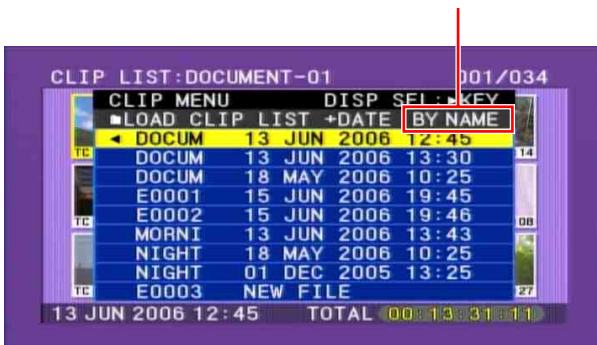 CLIP LIST:DOCUMENT-01 001/034
CLIP MENU DISP SEL:►KEY
LOAD CLIP LIST +DATE BY NAME
◄ DOCUM 13 JUN 2006 12:45
DOCUM 13 JUN 2006 13:30
DOCUM 18 MAY 2006 10:25
E0001 15 JUN 2006 19:45
E0002 15 JUN 2006 19:46
MORNI 13 JUN 2006 13:43
NIGHT 18 MAY 2006 10:25
NIGHT 01 DEC 2005 13:25
E0003 NEW FILE
TC 14
TC 08
TC 27
13 JUN 2006 12:45 TOTAL 00:13:31:11